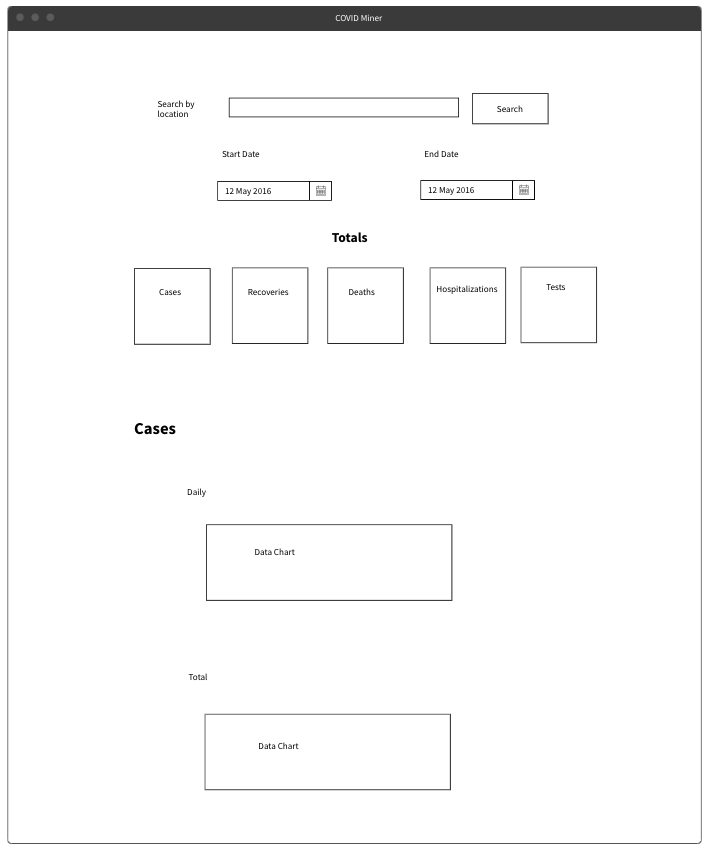 COVID Miner
Search by
location
Search
Start Date
End Date
12 May 2016
12 May 2016
Totals
Cases
Recoveries
Deaths
Hospitalizations
Tests
Cases
Daily
Data Chart
Total
Data Chart